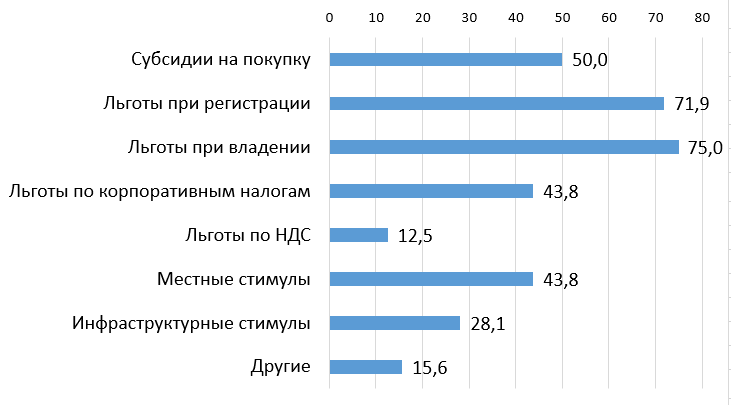 0 10 20 30 40 50 60 70 80
Субсидии на покупку 50,0
Льготы при регистрации 71,9
Льготы при владении 75,0
Льготы по корпоративным налогам 43,8
Льготы по НДС 12,5
Местные стимулы 43,8
Инфраструктурные стимулы 28,1
Другие 15,6